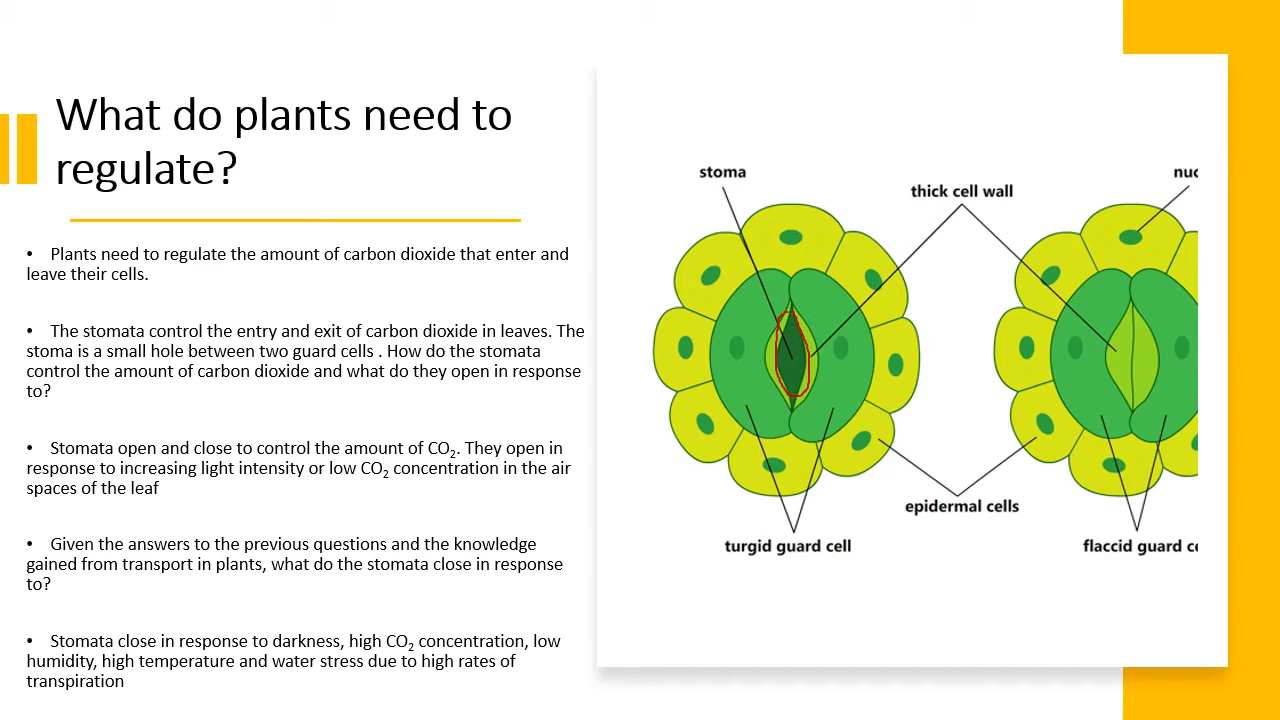 What do plants need to
regulate?
• Plants need to regulate the amount of carbon dioxide that enter and
leave their cells.
• The stomata control the entry and exit of carbon dioxide in leaves. The
stoma is a small hole between two guard cells . How do the stomata
control the amount of carbon dioxide and what do they open in response
to?
• Stomata open and close to control the amount of CO₂. They open in
response to increasing light intensity or low CO₂ concentration in the air
spaces of the leaf
• Given the answers to the previous questions and the knowledge
gained from transport in plants, what do the stomata close in response
to?
• Stomata close in response to darkness, high CO₂ concentration, low
humidity, high temperature and water stress due to high rates of
transpiration
stoma
thick cell wall
nuc
epidermal cells
turgid guard cell
flaccid guard ce